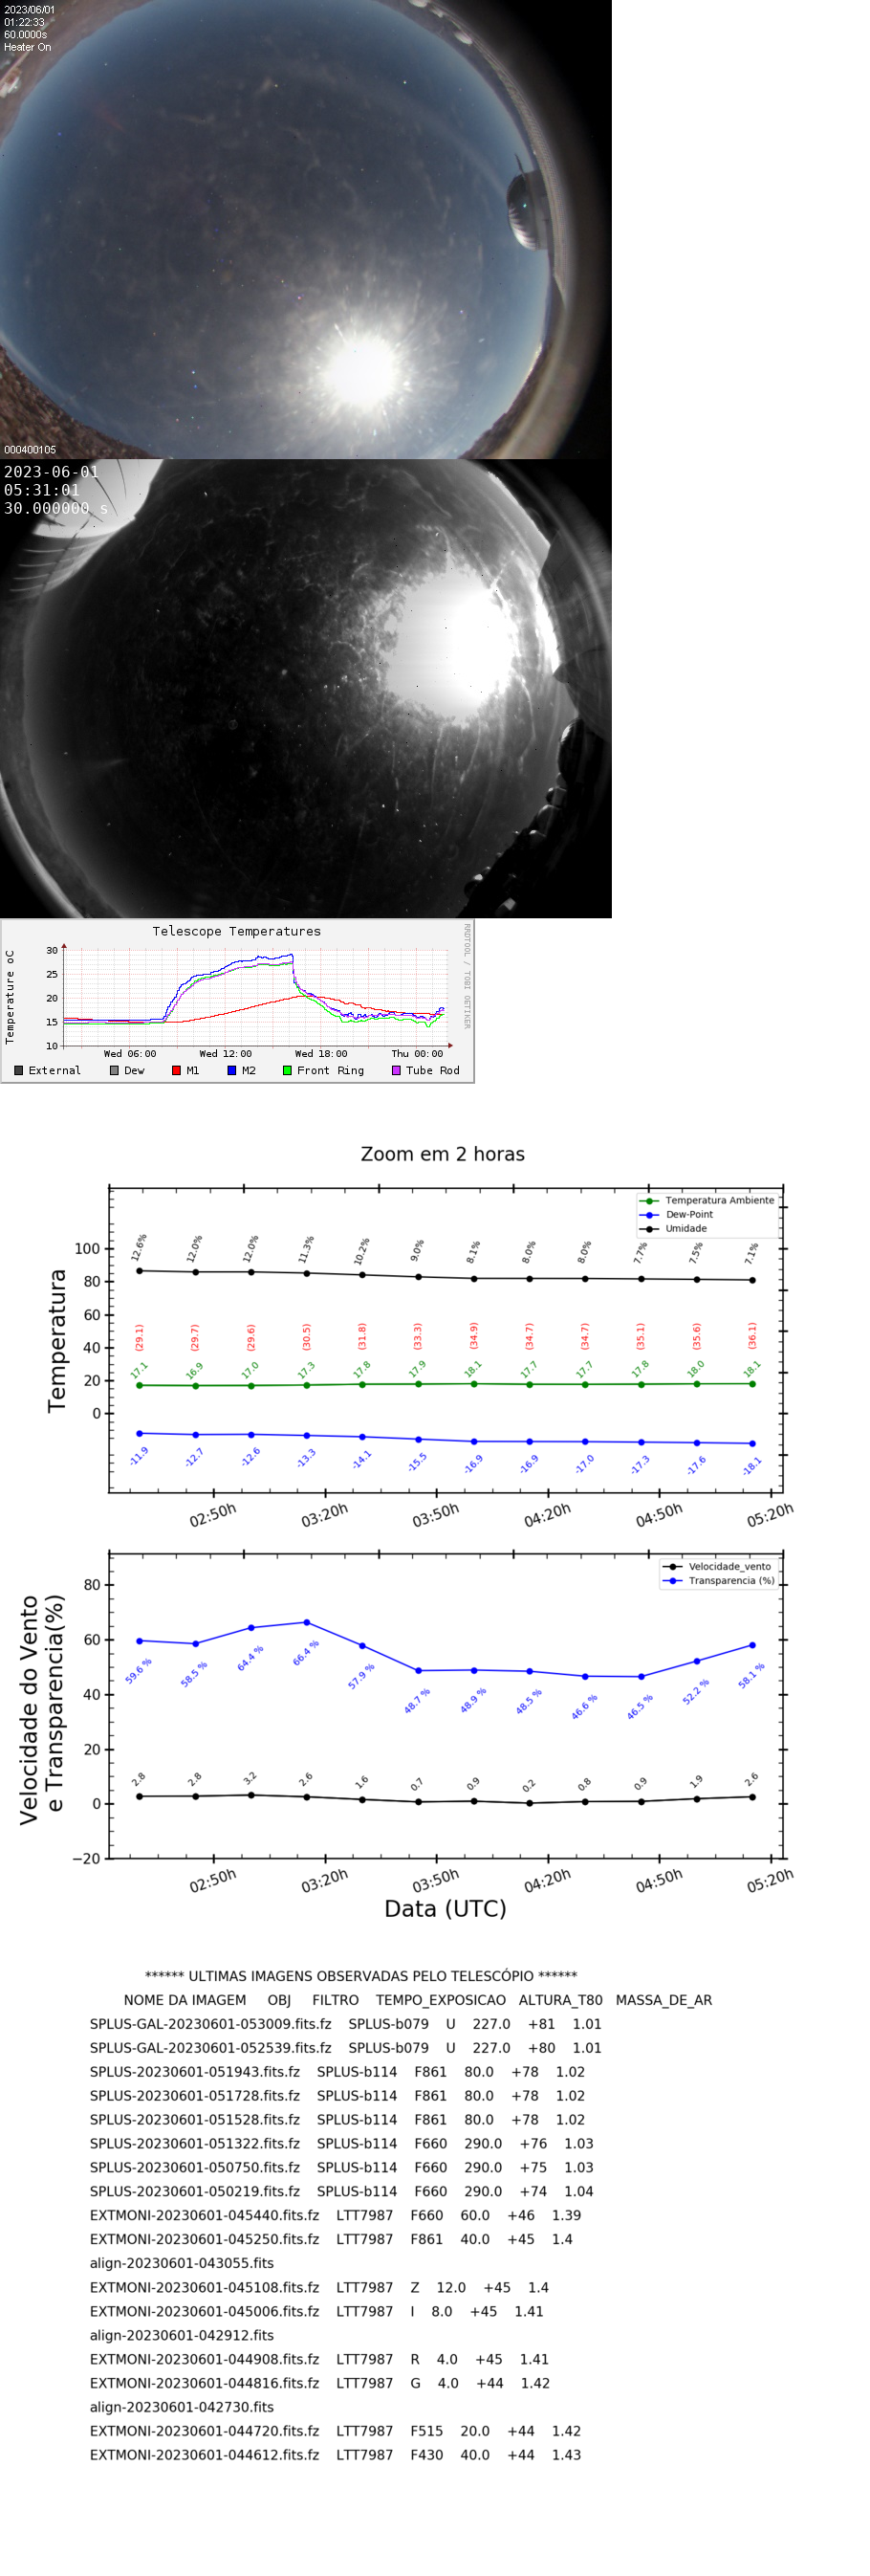 2023/06/01
01:22:33
60.0000s
Heater On
000400105
2023-06-01
05:31:01
30.000000 s
Telescope Temperatures
RRDTOOL / TOBI OETIKER
Temperature oC
30
25
20
15
10
Wed 06:00 Wed 12:00 Wed 18:00 Thu 00:00
External Dew M1 M2 Front Ring Tube Rod
Zoom em 2 horas
Temperatura Ambiente
Dew-Point
Umidade
Temperatura
100
80
60
40
20
0
12.6% 12.0% 12.0% 11.3% 10.2% 9.0% 8.1% 8.0% 8.0% 7.7% 7.5% 7.1%
(29.1) (29.7) (29.6) (30.5) (31.8) (33.3) (34.9) (34.7) (34.7) (35.1) (35.6) (36.1)
17.1 16.9 17.0 17.3 17.8 17.9 18.1 17.7 17.7 17.8 18.0 18.1
-11.9 -12.7 -12.6 -13.3 -14.1 -15.5 -16.9 -16.9 -17.0 -17.3 -17.6 -18.1
02:50h 03:20h 03:50h 04:20h 04:50h 05:20h
Velocidade_vento
Transparencia (%)
Velocidade do Vento
e Transparencia(%)
80
60
40
20
0
−20
59.6 % 58.5 % 64.4 % 66.4 % 57.9 % 48.7 % 48.9 % 48.5 % 46.6 % 46.5 % 52.2 % 58.1 %
2.8 2.8 3.2 2.6 1.6 0.7 0.9 0.2 0.8 0.9 1.9 2.6
02:50h 03:20h 03:50h 04:20h 04:50h 05:20h
Data (UTC)
****** ULTIMAS IMAGENS OBSERVADAS PELO TELESCÓPIO ******
NOME DA IMAGEM OBJ FILTRO TEMPO_EXPOSICAO ALTURA_T80 MASSA_DE_AR
SPLUS-GAL-20230601-053009.fits.fz SPLUS-b079 U 227.0 +81 1.01
SPLUS-GAL-20230601-052539.fits.fz SPLUS-b079 U 227.0 +80 1.01
SPLUS-20230601-051943.fits.fz SPLUS-b114 F861 80.0 +78 1.02
SPLUS-20230601-051728.fits.fz SPLUS-b114 F861 80.0 +78 1.02
SPLUS-20230601-051528.fits.fz SPLUS-b114 F861 80.0 +78 1.02
SPLUS-20230601-051322.fits.fz SPLUS-b114 F660 290.0 +76 1.03
SPLUS-20230601-050750.fits.fz SPLUS-b114 F660 290.0 +75 1.03
SPLUS-20230601-050219.fits.fz SPLUS-b114 F660 290.0 +74 1.04
EXTMONI-20230601-045440.fits.fz LTT7987 F660 60.0 +46 1.39
EXTMONI-20230601-045250.fits.fz LTT7987 F861 40.0 +45 1.4
align-20230601-043055.fits
EXTMONI-20230601-045108.fits.fz LTT7987 Z 12.0 +45 1.4
EXTMONI-20230601-045006.fits.fz LTT7987 I 8.0 +45 1.41
align-20230601-042912.fits
EXTMONI-20230601-044908.fits.fz LTT7987 R 4.0 +45 1.41
EXTMONI-20230601-044816.fits.fz LTT7987 G 4.0 +44 1.42
align-20230601-042730.fits
EXTMONI-20230601-044720.fits.fz LTT7987 F515 20.0 +44 1.42
EXTMONI-20230601-044612.fits.fz LTT7987 F430 40.0 +44 1.43